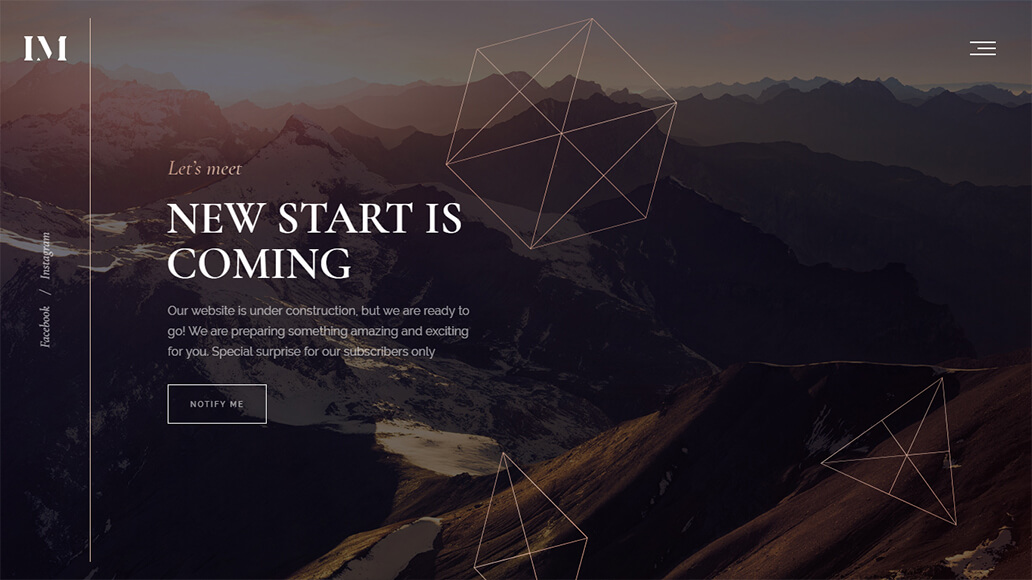 IM
Let's meet
NEW START IS
COMING
Our website is under construction, but we are ready to
go! We are preparing something amazing and exciting
for you. Special surprise for our subscribers only
NOTIFY ME
Facebook / Instagram